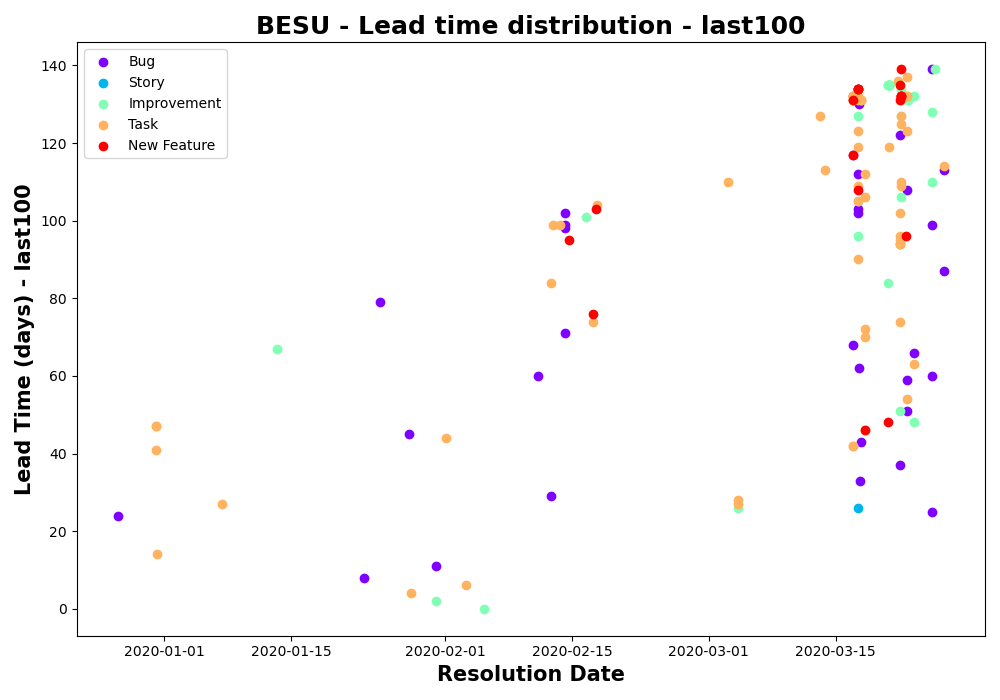 BESU - Lead time distribution - last100
Bug
Story
Improvement
Task
New Feature
Lead Time (days) - last100
140
120
100
80
60
40
20
0
2020-01-01 2020-01-15 2020-02-01 2020-02-15 2020-03-01 2020-03-15
Resolution Date